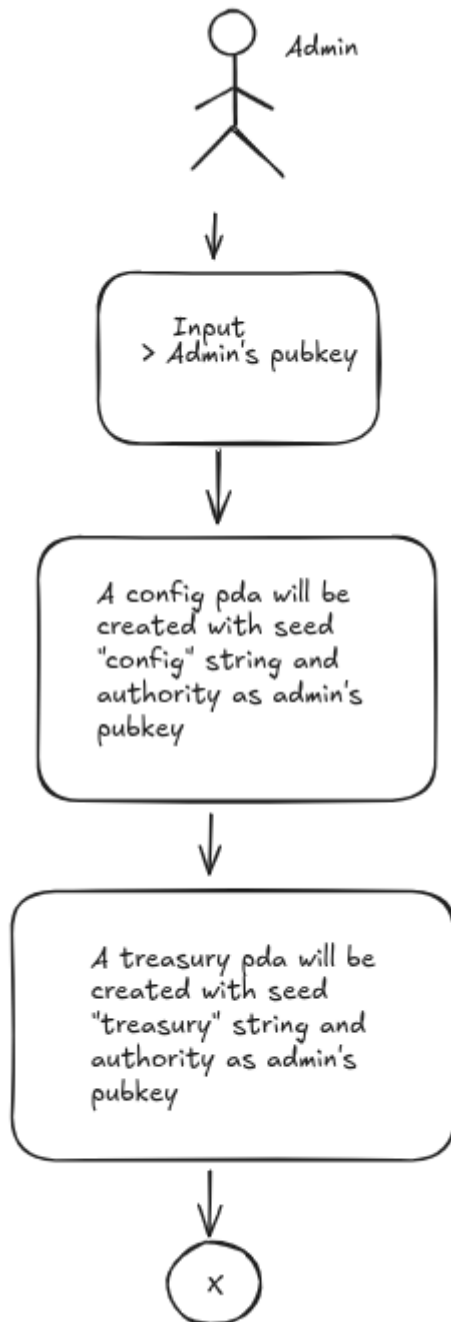 Admin
Input
> Admin's pubkey
A config pda will be
created with seed
"config" string and
authority as admin's
pubkey
A treasury pda will be
created with seed
"treasury" string and
authority as admin's
pubkey
x